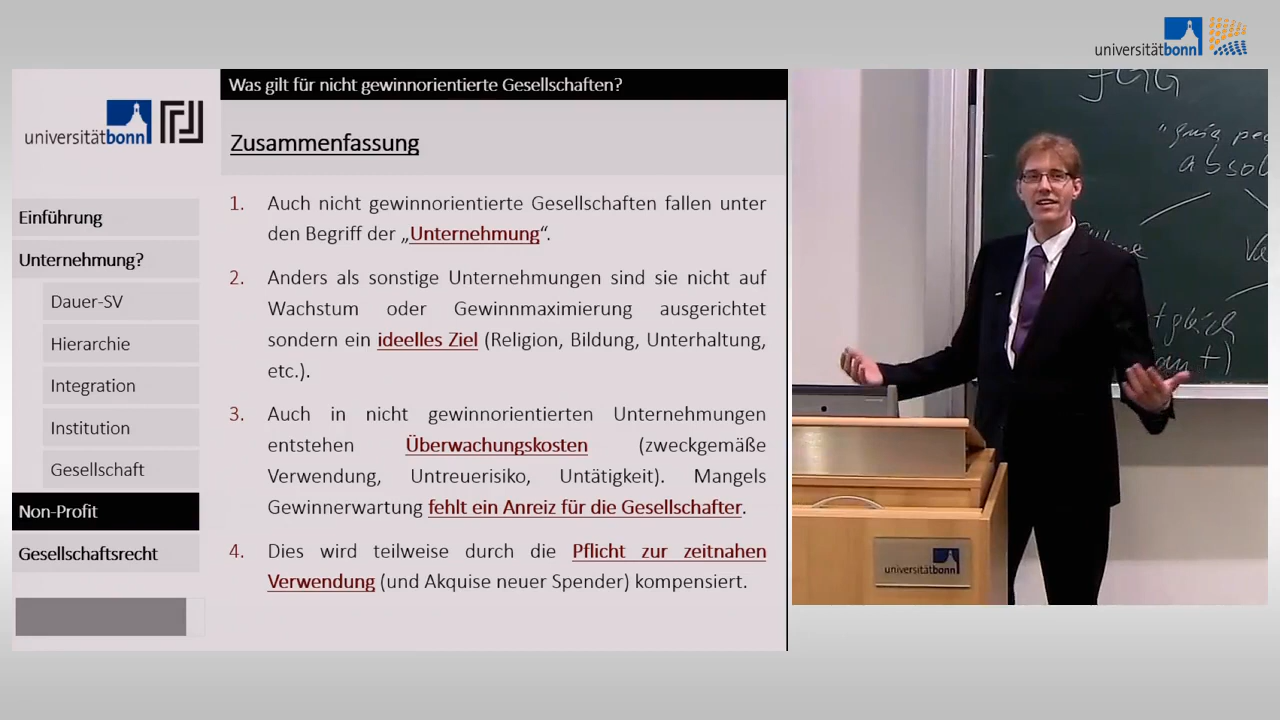 universitätbonn
universitätbonn
Was gilt für nicht gewinnorientierte Gesellschaften?
Zusammenfassung
Einführung
Unternehmung?
Dauer-SV
Hierarchie
Integration
Institution
Gesellschaft
Non-Profit
Gesellschaftsrecht
1. Auch nicht gewinnorientierte Gesellschaften fallen unter
den Begriff der „Unternehmung“.
2. Anders als sonstige Unternehmungen sind sie nicht auf
Wachstum oder Gewinnmaximierung ausgerichtet
sondern ein ideelles Ziel (Religion, Bildung, Unterhaltung,
etc.).
3. Auch in nicht gewinnorientierten Unternehmungen
entstehen Überwachungskosten (zweckgemäße
Verwendung, Untreuerisiko, Untätigkeit). Mangels
Gewinnerwartung fehlt ein Anreiz für die Gesellschafter.
4. Dies wird teilweise durch die Pflicht zur zeitnahen
Verwendung (und Akquise neuer Spender) kompensiert.
absol
universitätbonn